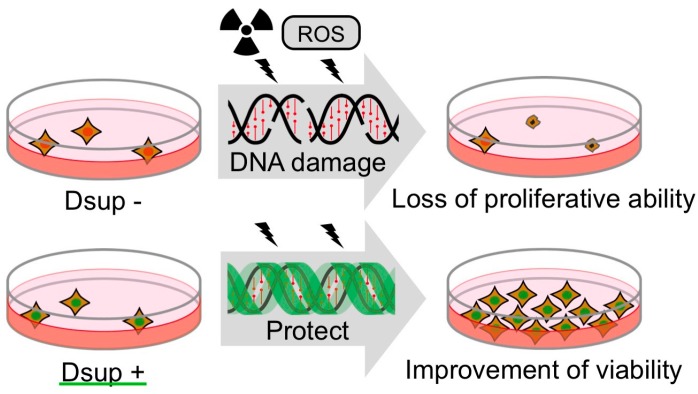 ROS
DNA damage
Dsup -
Loss of proliferative ability
Protect
Dsup +
Improvement of viability